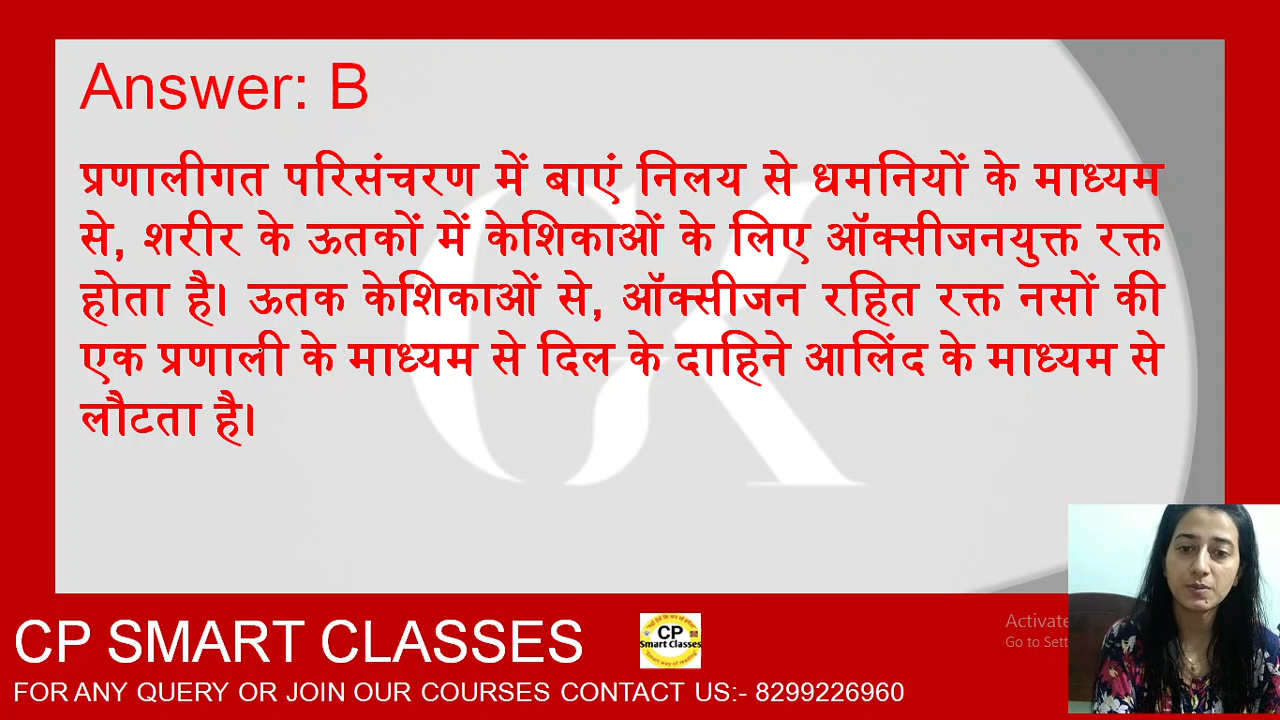 Answer: B
प्रणालीगत परिसंचरण में बाएं निलय से धमनियों के माध्यम
से, शरीर के ऊतकों में केशिकाओं के लिए ऑक्सीजनयुक्त रक्त
होता है। ऊतक केशिकाओं से, ऑक्सीजन रहित रक्त नसों की
एक प्रणाली के माध्यम से दिल के दाहिने आलिंद के माध्यम से
लौटता है।
GK
Activate
Go to Sett
CP SMART CLASSES
CP
Smart Classes
FOR ANY QUERY OR JOIN OUR COURSES CONTACT US:- 8299226960